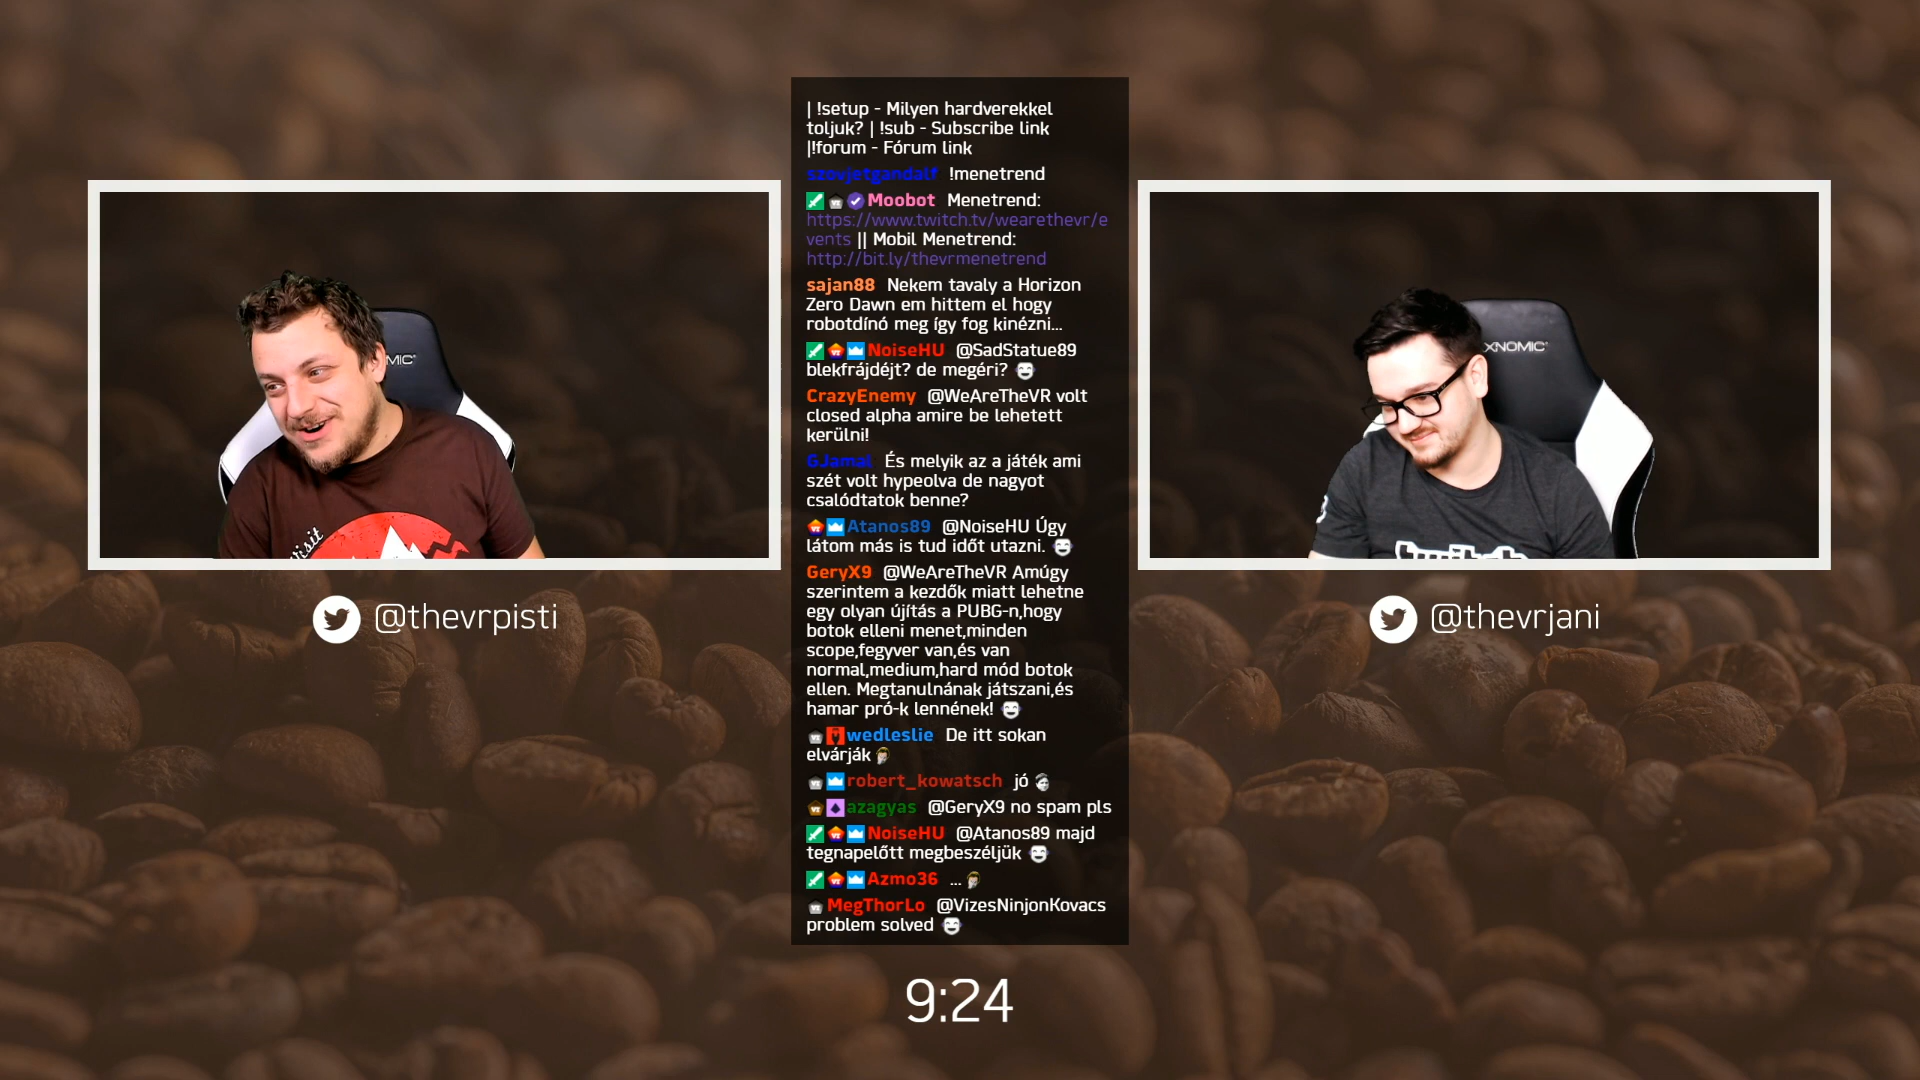 | !setup - Milyen hardverekkel
toljuk? | !sub - Subscribe link
|!forum - Fórum link
szovjetgandalf !menetrend
Moobot Menetrend:
https://www.twitch.tv/wearethevr/e
vents || Mobil Menetrend:
http://bit.ly/thevrmenetrend
sajan88 Nekem tavaly a Horizon
Zero Dawn em hittem el hogy
robotdínó meg így fog kinézni...
NoiseHU @SadStatue89
blekfrájdéjt? de megéri?
CrazyEnemy @WeAreTheVR volt
closed alpha amire be lehetett
kerülni!
GJamal És melyik az a játék ami
szét volt hypeolva de nagyot
csalódtatok benne?
Atanos89 @NoiseHU Úgy
látom más is tud időt utazni.
GeryX9 @WeAreTheVR Amúgy
szerintem a kezdők miatt lehetne
egy olyan újítás a PUBG-n,hogy
botok elleni menet,minden
scope,fegyver van,és van
normal,medium,hard mód botok
ellen. Megtanulnának játszani,és
hamar pró-k lennének!
wedleslie De itt sokan
elvárják
robert_kowatsch jó
azagyas @GeryX9 no spam pls
NoiseHU @Atanos89 majd
tegnapelőtt megbeszéljük
Azmo36 ...
MegThorLo @VizesNinjonKovacs
problem solved
@thevrpisti
@thevrjani
9:24
XNOMIC
MIC
isit
twitch